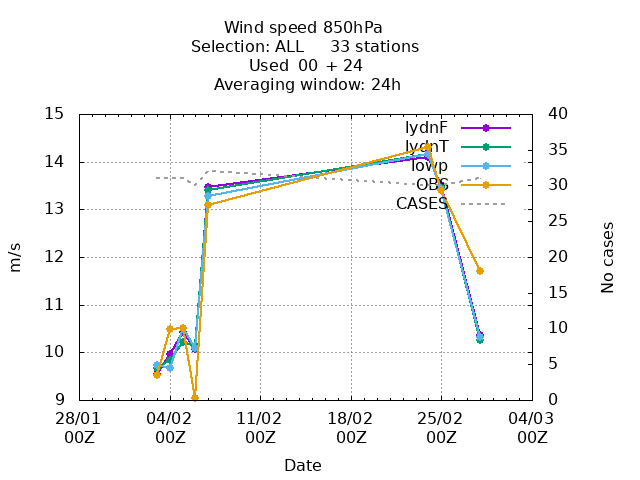 Wind speed 850hPa
Selection: ALL     33 stations
Used  00 + 24
Averaging window: 24h
15
14
13
12
11
10
9
40
35
30
25
20
15
10
5
0
m/s
No cases
lydnF
lydnT
lowp
OBS
CASES
28/01 04/02 11/02 18/02 25/02 04/03
00Z 00Z 00Z 00Z 00Z 00Z
Date